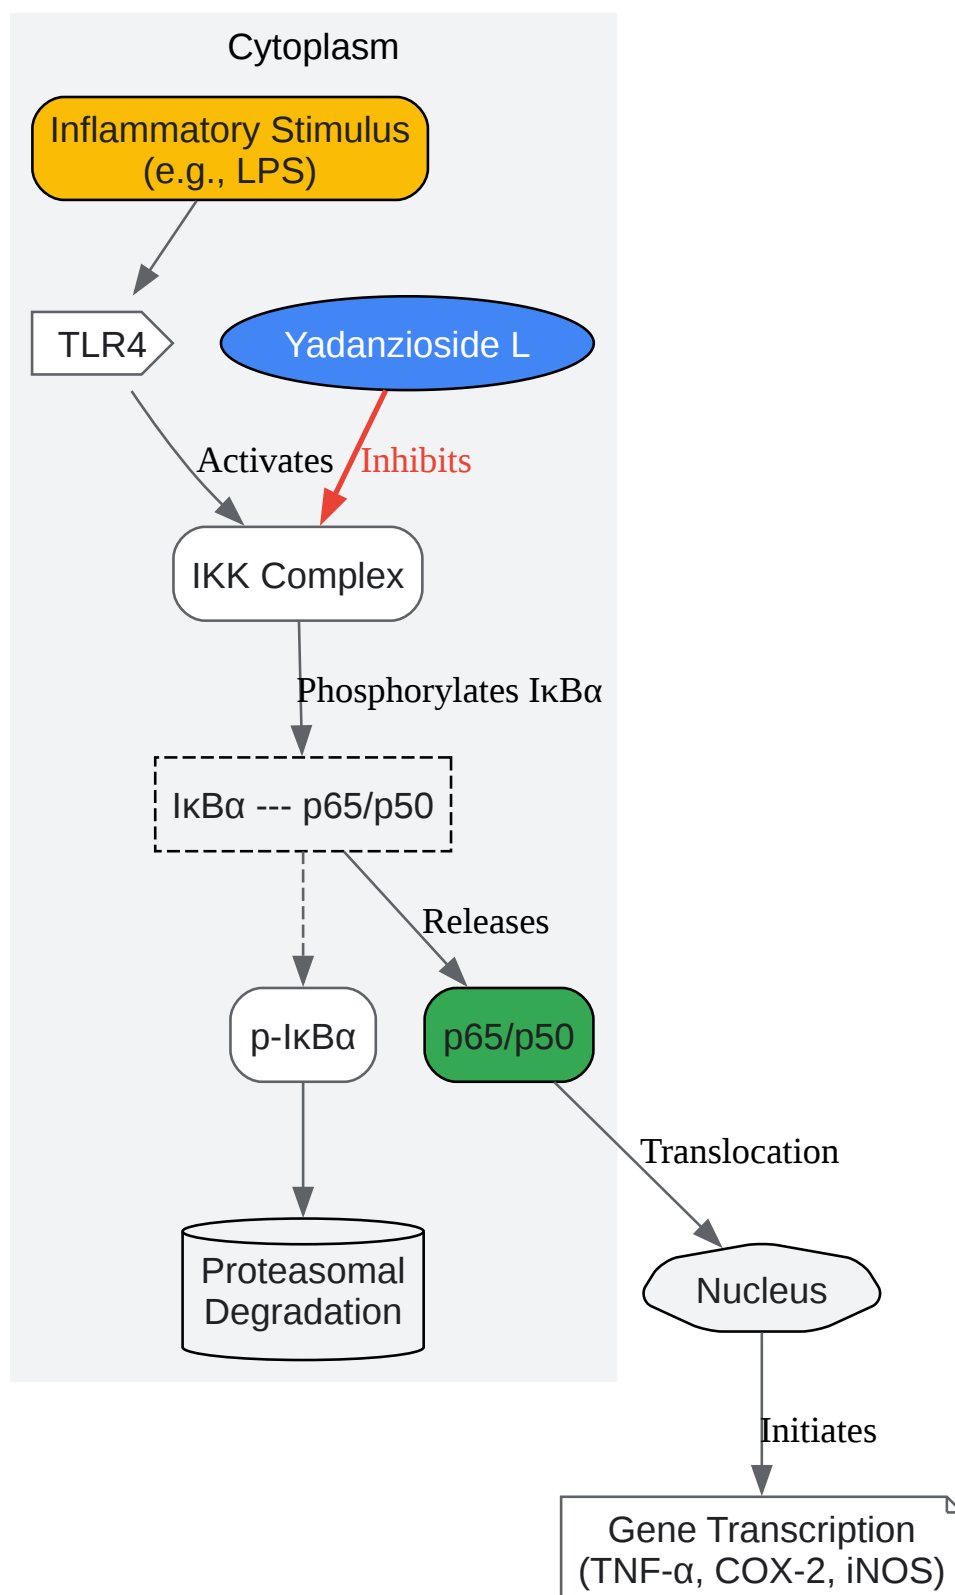 Cytoplasm
Inflammatory Stimulus
(e.g., LPS)
TLR4
Yadanzioside L
Activates
Inhibits
IKK Complex
Phosphorylates IκBα
IκBα --- p65/p50
Releases
p-IκBα
p65/p50
Translocation
Proteasomal
Degradation
Nucleus
Initiates
Gene Transcription
(TNF-α, COX-2, iNOS)